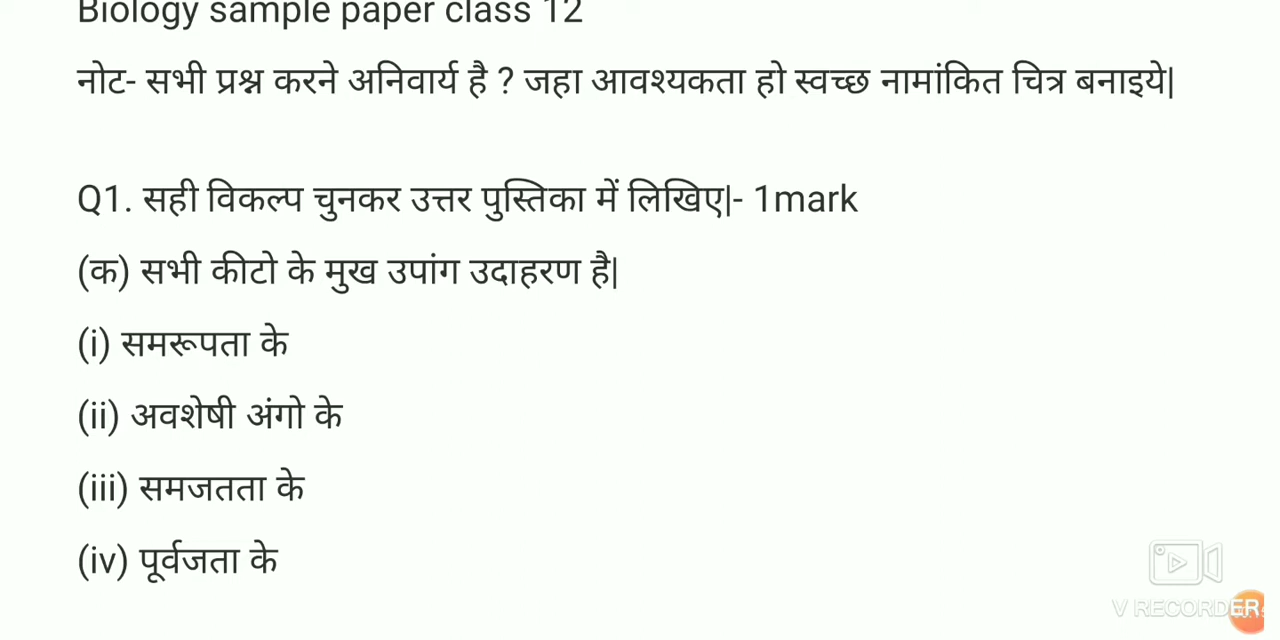 Biology sample paper class 12
नोट- सभी प्रश्न करने अनिवार्य है ? जहा आवश्यकता हो स्वच्छ नामांकित चित्र बनाइये|
Q1. सही विकल्प चुनकर उत्तर पुस्तिका में लिखिए|- 1mark
(क) सभी कीटो के मुख उपांग उदाहरण है|
(i) समरूपता के
(ii) अवशेषी अंगो के
(iii) समजतता के
(iv) पूर्वजता के
V RECORDER